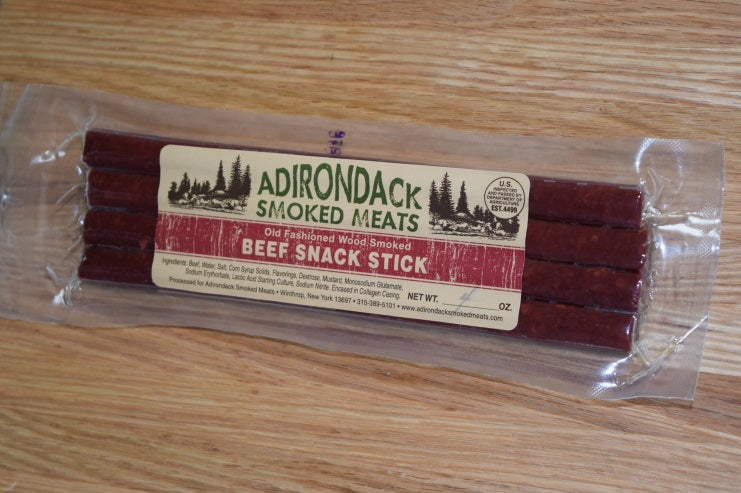 ADIRONDACK
SMOKED MEATS
U.S.
INSPECTED
AND PASSED BY
DEPARTMENT OF
AGRICULTURE
EST.4499
Old Fashioned Wood Smoked
BEEF SNACK STICK
Ingredients: Beef, Water, Salt, Corn Syrup Solids, Flavorings, Dextrose, Mustard, Monosodium Glutamate,
Sodium Erythorbate, Lactic Acid Starting Culture, Sodium Nitrite. Encased in Collagen Casing.
NET WT. OZ.
Processed for Adirondack Smoked Meats • Winthrop, New York 13697 • 315-389-5101 • www.adirondacksmokedmeats.com